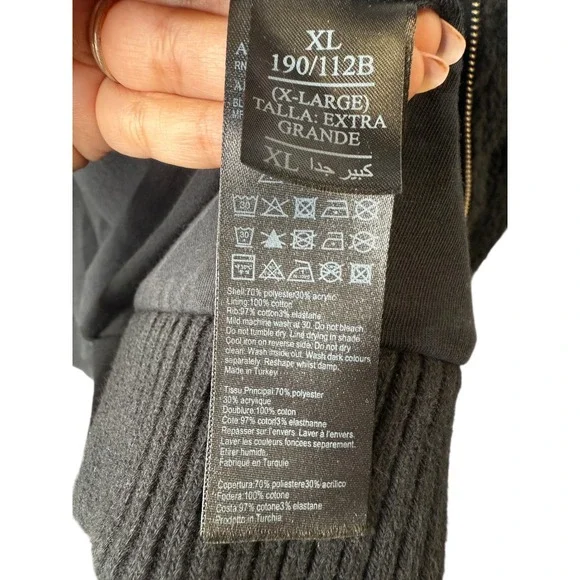 XL
190/112B
(X-LARGE)
TALLA: EXTRA
GRANDE
XL كبير جدا
30
30
Shell:70% polyester30% acrylic
Lining:100% cotton
Rib:97% cotton3% elastane
Mild machine wash at 30. Do not bleach
Do not tumble dry. Line drying in shade
Cool iron on reverse side. Do not dry
clean. Wash inside out. Wash dark colours
separately. Reshape whilst damp.
Made in Turkey.
Tissu Principal:70% polyester
30% acrylique
Doublure:100% coton
Cote:97% coton3% elasthanne
Repasser sur l'envers. Laver à l'envers.
Laver les couleurs foncées separement.
Etirer humide.
Fabriqué en Turquie
Copertura:70% poliestere30% acrilico
Fodera:100% cotone
Costa:97% cotone3% elastane
Prodotto in Turchia